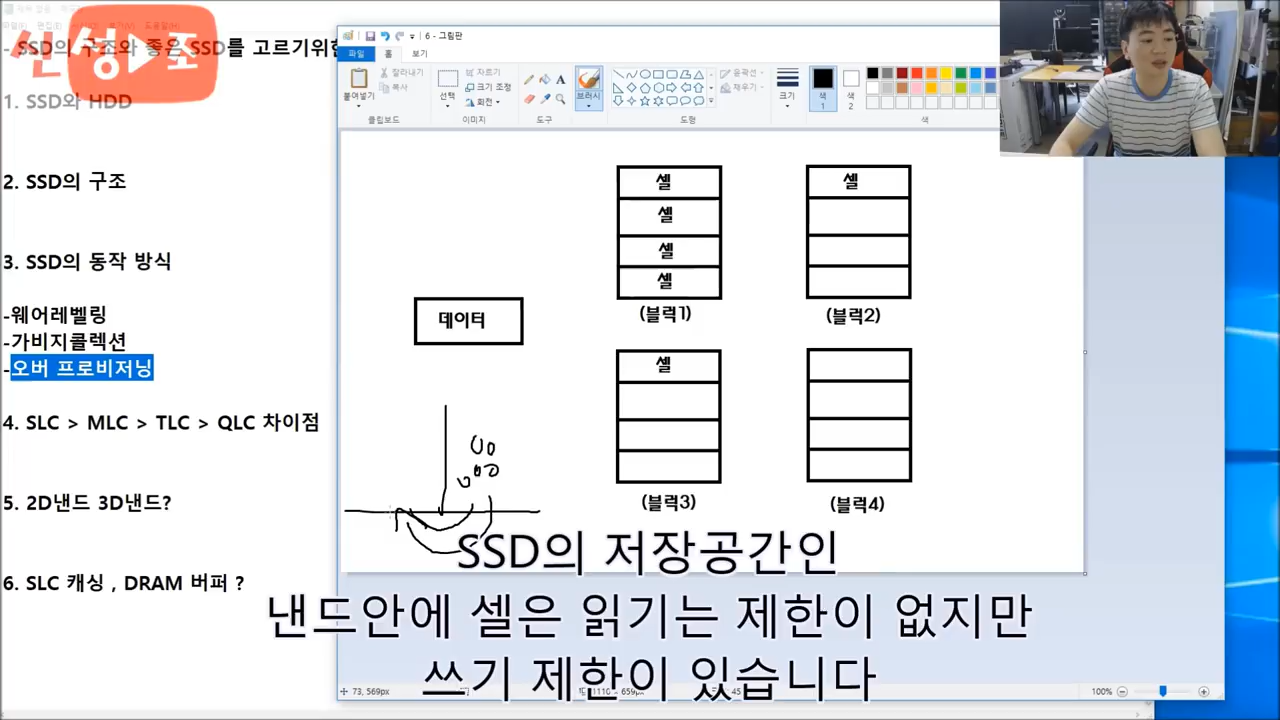 신성조
- SSD의 구조와 좋은 SSD를 고르기위한
1. SSD와 HDD
2. SSD의 구조
3. SSD의 동작 방식
-웨어레벨링
-가비지콜렉션
-오버 프로비저닝
4. SLC > MLC > TLC > QLC 차이점
5. 2D낸드 3D낸드?
6. SLC 캐싱 , DRAM 버퍼 ?
6 - 그림판
파일 홈 보기
붙여넣기
잘라내기
복사
클립보드
선택
자르기
크기 조정
회전
이미지
A
도구
브러시
윤곽선
채우기
도형
크기
색 1
색 2
색
데이터
셀
셀
셀
셀
(블럭1)
셀
(블럭2)
셀
(블럭3)
(블럭4)
SSD의 저장공간인
낸드안에 셀은 읽기는 제한이 없지만
쓰기 제한이 있습니다
73, 569px
100%